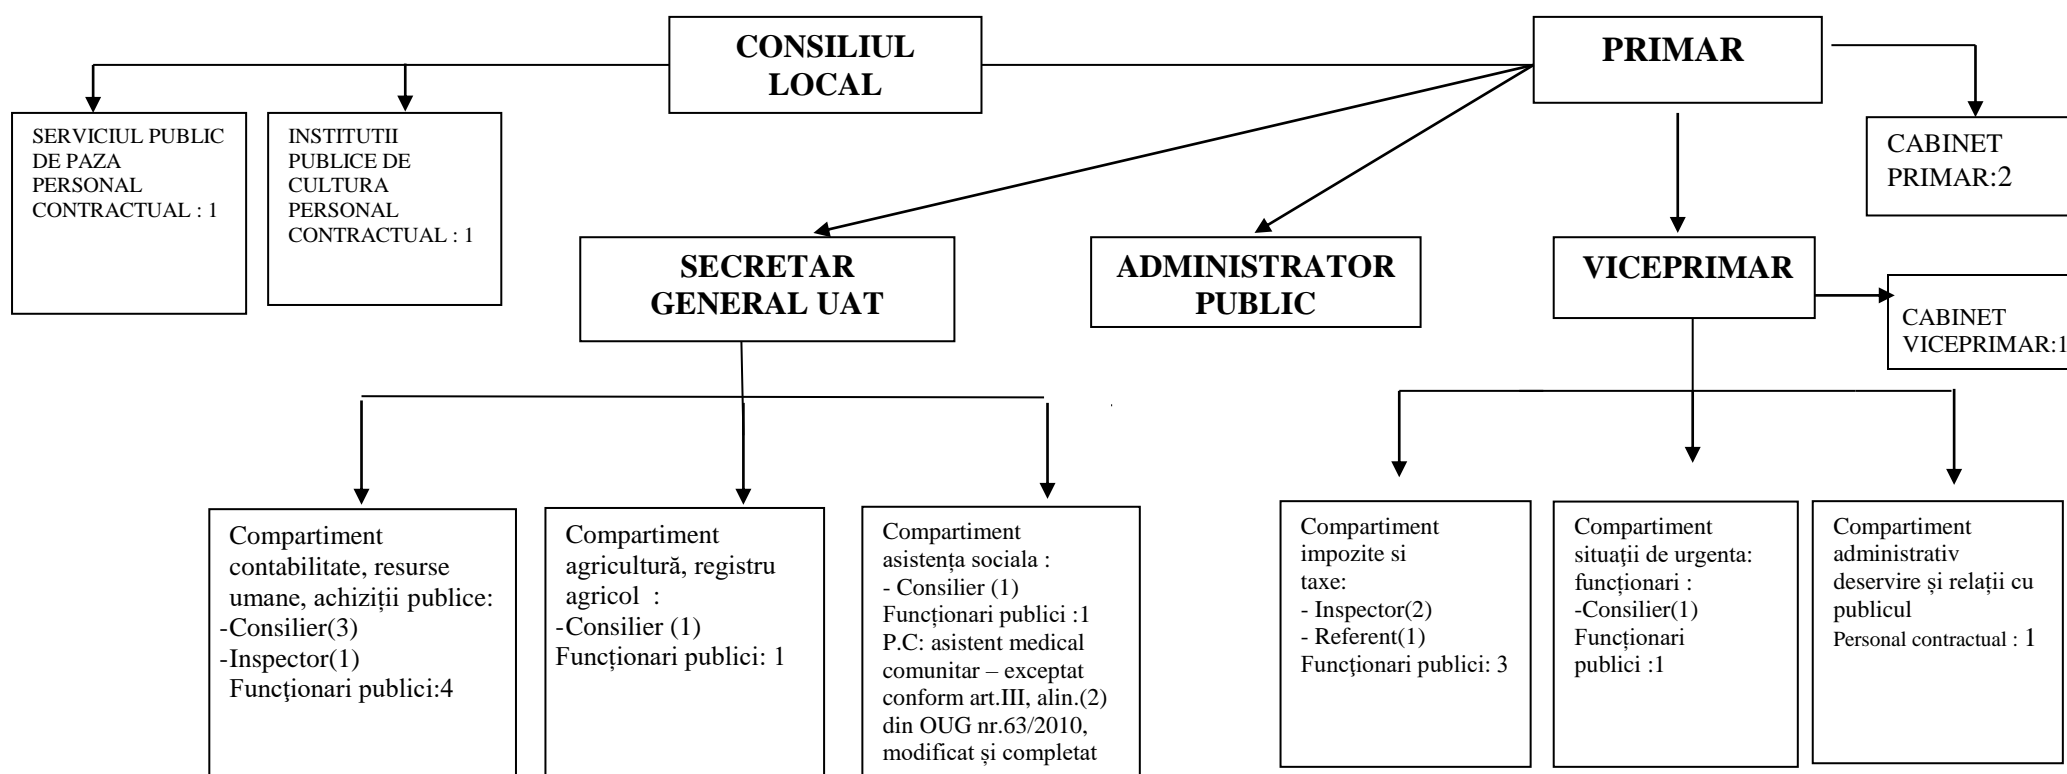 CONSILIUL
LOCAL
PRIMAR
SERVICIUL PUBLIC
DE PAZA
PERSONAL
CONTRACTUAL : 1
INSTITUTII
PUBLICE DE
CULTURA
PERSONAL
CONTRACTUAL : 1
CABINET
PRIMAR:2
SECRETAR
GENERAL UAT
ADMINISTRATOR
PUBLIC
VICEPRIMAR
CABINET
VICEPRIMAR:1
Compartiment
contabilitate, resurse
umane, achiziții publice:
-Consilier(3)
-Inspector(1)
Funcţionari publici:4
Compartiment
agricultură, registru
agricol :
-Consilier (1)
Funcționari publici: 1
Compartiment
asistența sociala :
- Consilier (1)
Funcționari publici :1
P.C: asistent medical
comunitar – exceptat
conform art.III, alin.(2)
din OUG nr.63/2010,
modificat și completat
Compartiment
impozite si
taxe:
- Inspector(2)
- Referent(1)
Funcţionari publici: 3
Compartiment
situaţii de urgenta:
funcționari :
-Consilier(1)
Funcționari
publici :1
Compartiment
administrativ
deservire și relații cu
publicul
Personal contractual : 1